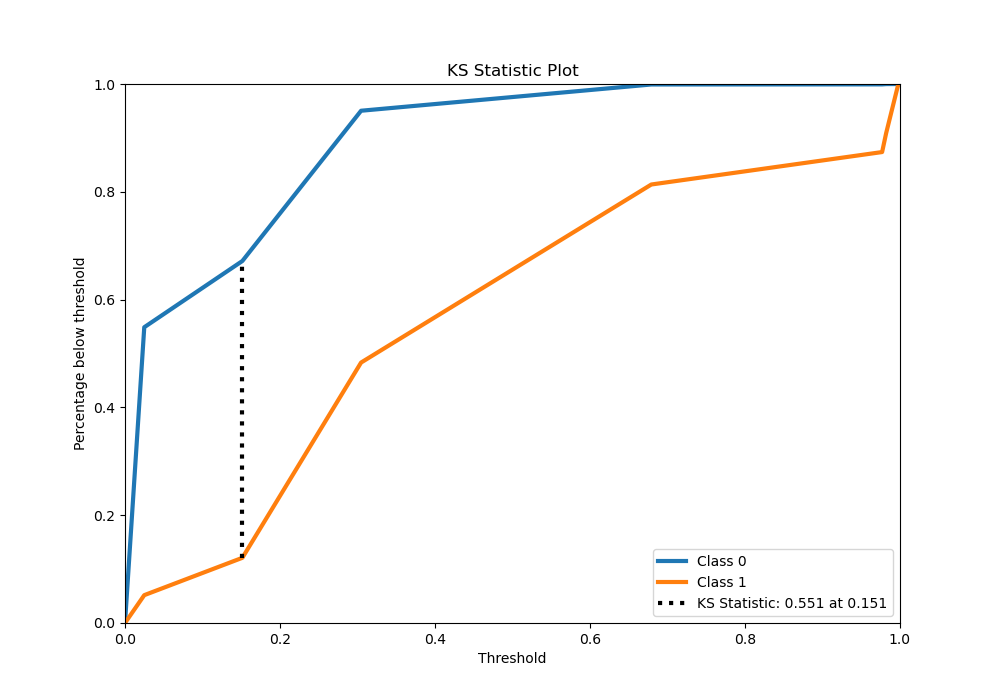 KS Statistic Plot
1.0
0.8
0.6
0.4
0.2
0.0
Percentage below threshold
0.0 0.2 0.4 0.6 0.8 1.0
Threshold
Class 0
Class 1
KS Statistic: 0.551 at 0.151